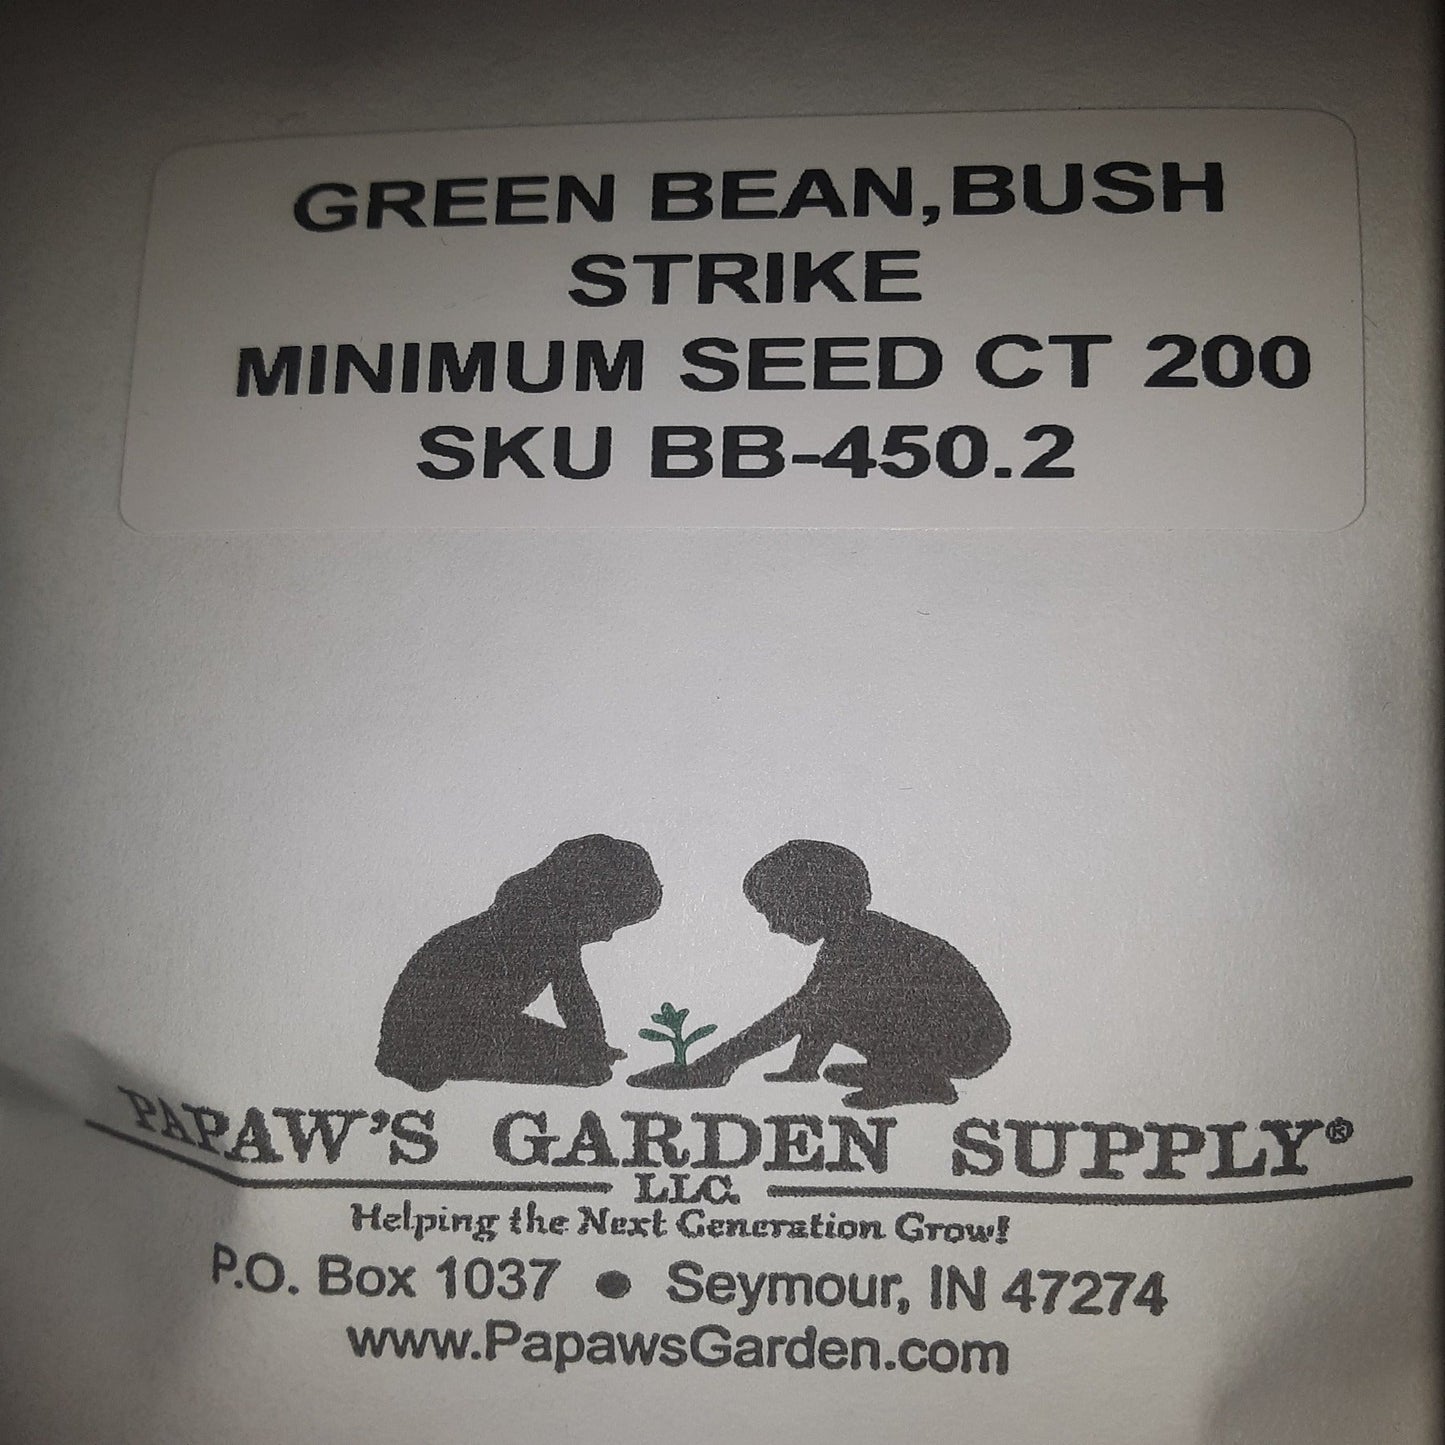 GREEN BEAN,BUSH
STRIKE
MINIMUM SEED CT 200
SKU BB-450.2
PAPAW'S GARDEN SUPPLY®
LLC.
Helping the Next Generation Grow!
P.O. Box 1037 ● Seymour, IN 47274
www.PapawsGarden.com